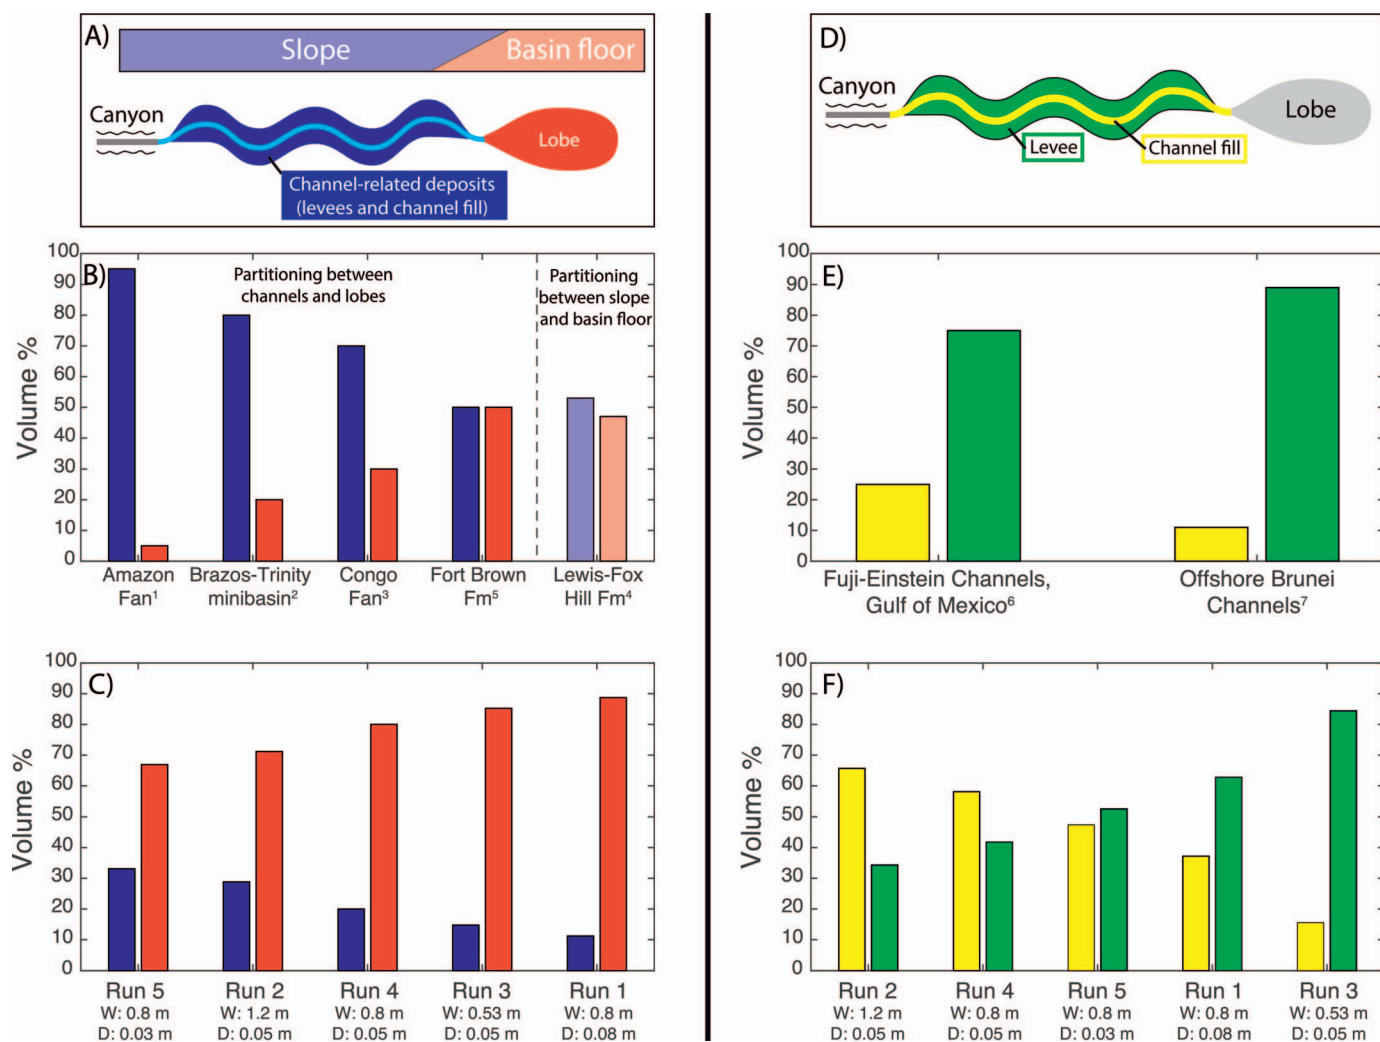 A)
Slope
Basin floor
Canyon
Lobe
Channel-related deposits
(levees and channel fill)
B)
Partitioning between
channels and lobes
Partitioning
between slope
and basin floor
Volume %
100
90
80
70
60
50
40
30
20
10
0
Amazon
Fan¹
Brazos-Trinity
minibasin²
Congo
Fan³
Fort Brown
Fm⁵
Lewis-Fox
Hill Fm⁴
C)
Volume %
100
90
80
70
60
50
40
30
20
10
0
Run 5
W: 0.8 m
D: 0.03 m
Run 2
W: 1.2 m
D: 0.05 m
Run 4
W: 0.8 m
D: 0.05 m
Run 3
W: 0.53 m
D: 0.05 m
Run 1
W: 0.8 m
D: 0.08 m
D)
Canyon
Levee
Channel fill
Lobe
E)
Volume %
100
90
80
70
60
50
40
30
20
10
0
Fuji-Einstein Channels,
Gulf of Mexico⁶
Offshore Brunei
Channels⁷
F)
Volume %
100
90
80
70
60
50
40
30
20
10
0
Run 2
W: 1.2 m
D: 0.05 m
Run 4
W: 0.8 m
D: 0.05 m
Run 5
W: 0.8 m
D: 0.03 m
Run 1
W: 0.8 m
D: 0.08 m
Run 3
W: 0.53 m
D: 0.05 m